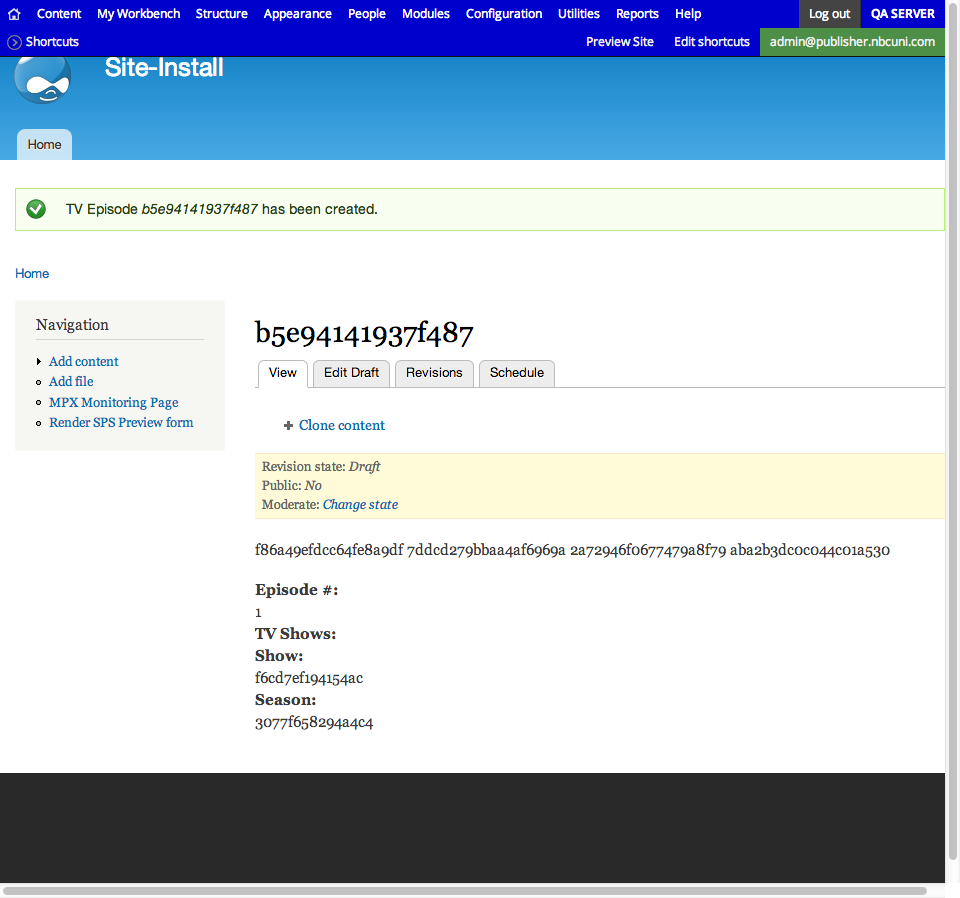 Content My Workbench Structure Appearance People Modules Configuration Utilities Reports Help Log out QA SERVER
Shortcuts Preview Site Edit shortcuts admin@publisher.nbcuni.com
Site-Install
Home
TV Episode b5e94141937f487 has been created.
Home
Navigation
Add content
Add file
MPX Monitoring Page
Render SPS Preview form
b5e94141937f487
View Edit Draft Revisions Schedule
Clone content
Revision state: Draft
Public: No
Moderate: Change state
f86a49efdcc64fe8a9df 7ddcd279bbaa4af6969a 2a72946f0677479a8f79 aba2b3dc0c044c01a530
Episode #:
1
TV Shows:
Show:
f6cd7ef194154ac
Season:
3077f658294a4c4